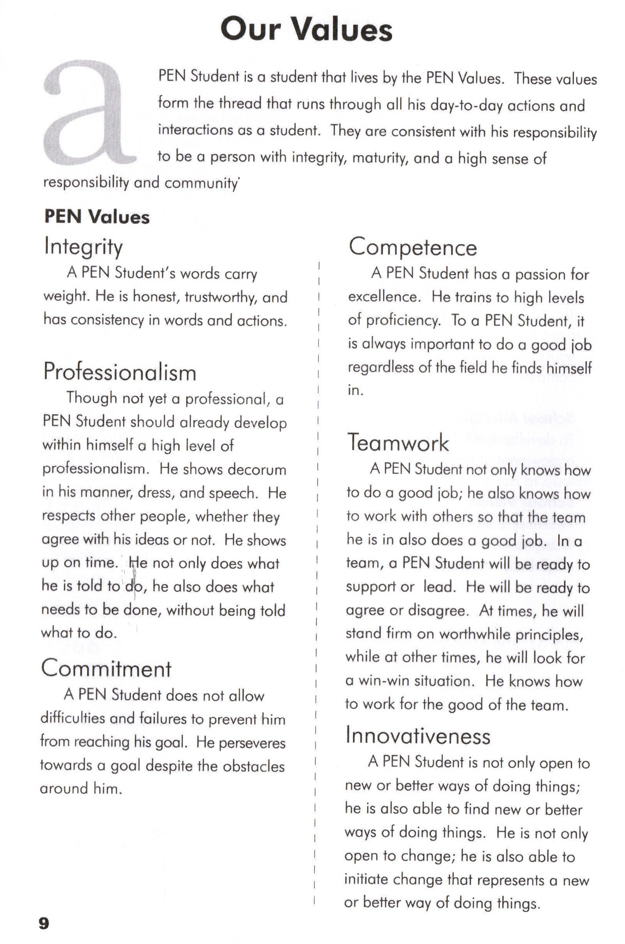 Our Values
a PEN Student is a student that lives by the PEN Values. These values
form the thread that runs through all his day-to-day actions and
interactions as a student. They are consistent with his responsibility
to be a person with integrity, maturity, and a high sense of
responsibility and community'
PEN Values
Integrity
A PEN Student's words carry
weight. He is honest, trustworthy, and
has consistency in words and actions.
Professionalism
Though not yet a professional, a
PEN Student should already develop
within himself a high level of
professionalism. He shows decorum
in his manner, dress, and speech. He
respects other people, whether they
agree with his ideas or not. He shows
up on time. He not only does what
he is told to do, he also does what
needs to be done, without being told
what to do.
Commitment
A PEN Student does not allow
difficulties and failures to prevent him
from reaching his goal. He perseveres
towards a goal despite the obstacles
around him.
Competence
A PEN Student has a passion for
excellence. He trains to high levels
of proficiency. To a PEN Student, it
is always important to do a good job
regardless of the field he finds himself
in.
Teamwork
A PEN Student not only knows how
to do a good job; he also knows how
to work with others so that the team
he is in also does a good job. In a
team, a PEN Student will be ready to
support or lead. He will be ready to
agree or disagree. At times, he will
stand firm on worthwhile principles,
while at other times, he will look for
a win-win situation. He knows how
to work for the good of the team.
Innovativeness
A PEN Student is not only open to
new or better ways of doing things;
he is also able to find new or better
ways of doing things. He is not only
open to change; he is also able to
initiate change that represents a new
or better way of doing things.
9